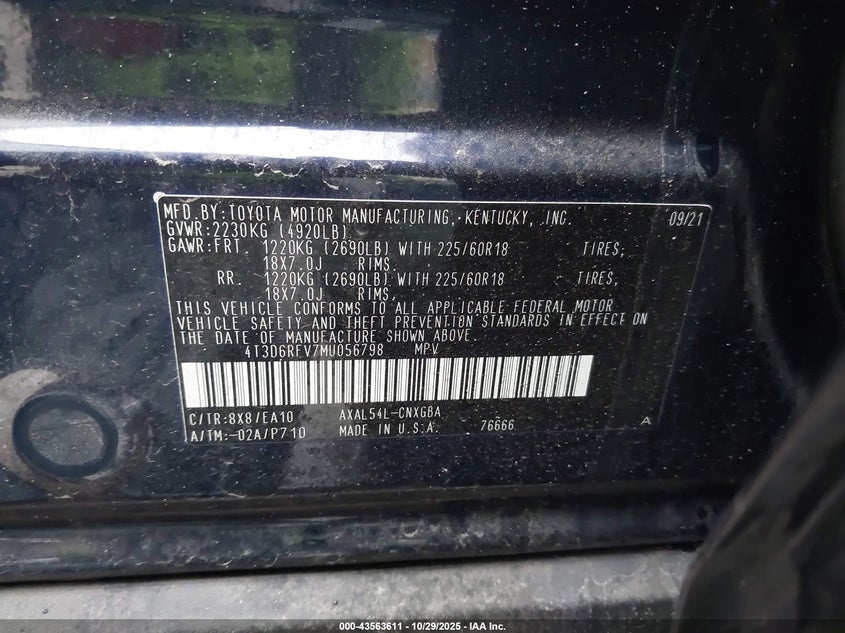 MFD.BY:TOYOTA MOTOR MANUFACTURING,·KENTUCKY, INC. 09/21
GVWR:2230KG (4920LB)
GAWR:FRT. 1220KG (2690LB) WITH 225/60R18 TIRES,
18X7.0J RIMS,
RR. 1220KG (2690LB) WITH 225/60R18 TIRES,
18X7.0J RIMS,
THIS VEHICLE CONFORMS TO ALL APPLICABLE FEDERAL MOTOR
VEHICLE SAFETY AND THEFT PREVENTION STANDARDS IN EFFECT ON
THE DATE OF MANUFACTURE SHOWN ABOVE.
4T3D6RFV7MU056798 MPV
C/TR:8X8/EA10 AXAL54L-CNXGBA A
A/TM:-02A/P710 MADE IN U.S.A. 76666
000-43563611 - 10/29/2025 - IAA Inc.